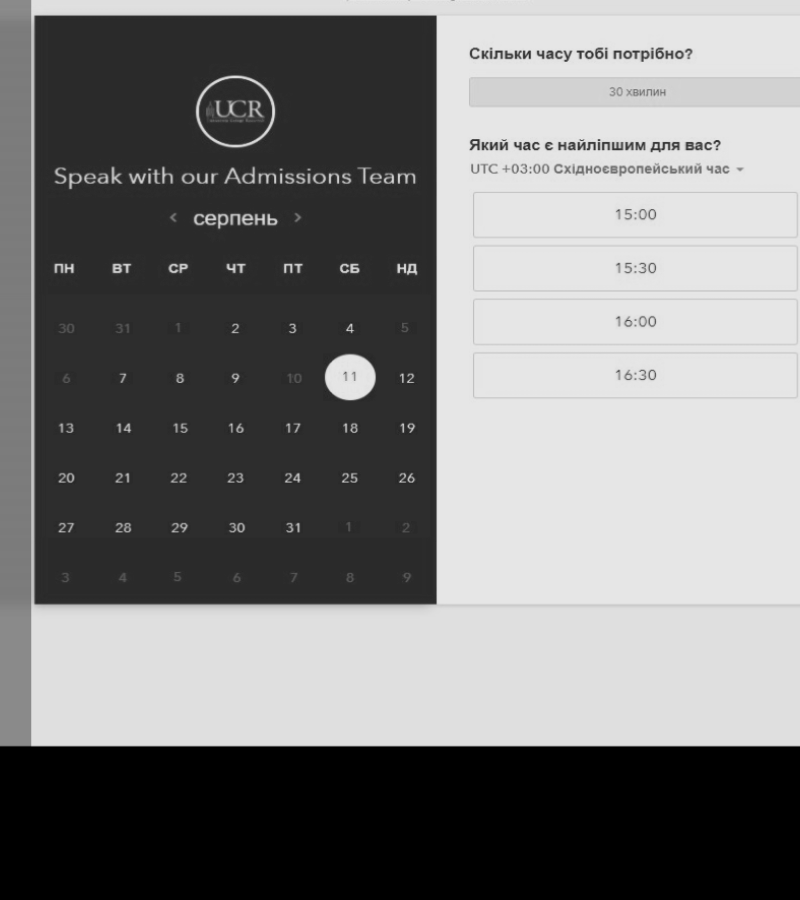 UCR
Speak with our Admissions Team
< серпень >
ПН ВТ СР ЧТ ПТ СБ НД
30 31 1 2 3 4 5
6 7 8 9 10 11 12
13 14 15 16 17 18 19
20 21 22 23 24 25 26
27 28 29 30 31 1 2
3 4 5 6 7 8 9
Скільки часу тобі потрібно?
30 хвилин
Який час є найліпшим для вас?
UTC +03:00 Східноєвропейський час
15:00
15:30
16:00
16:30